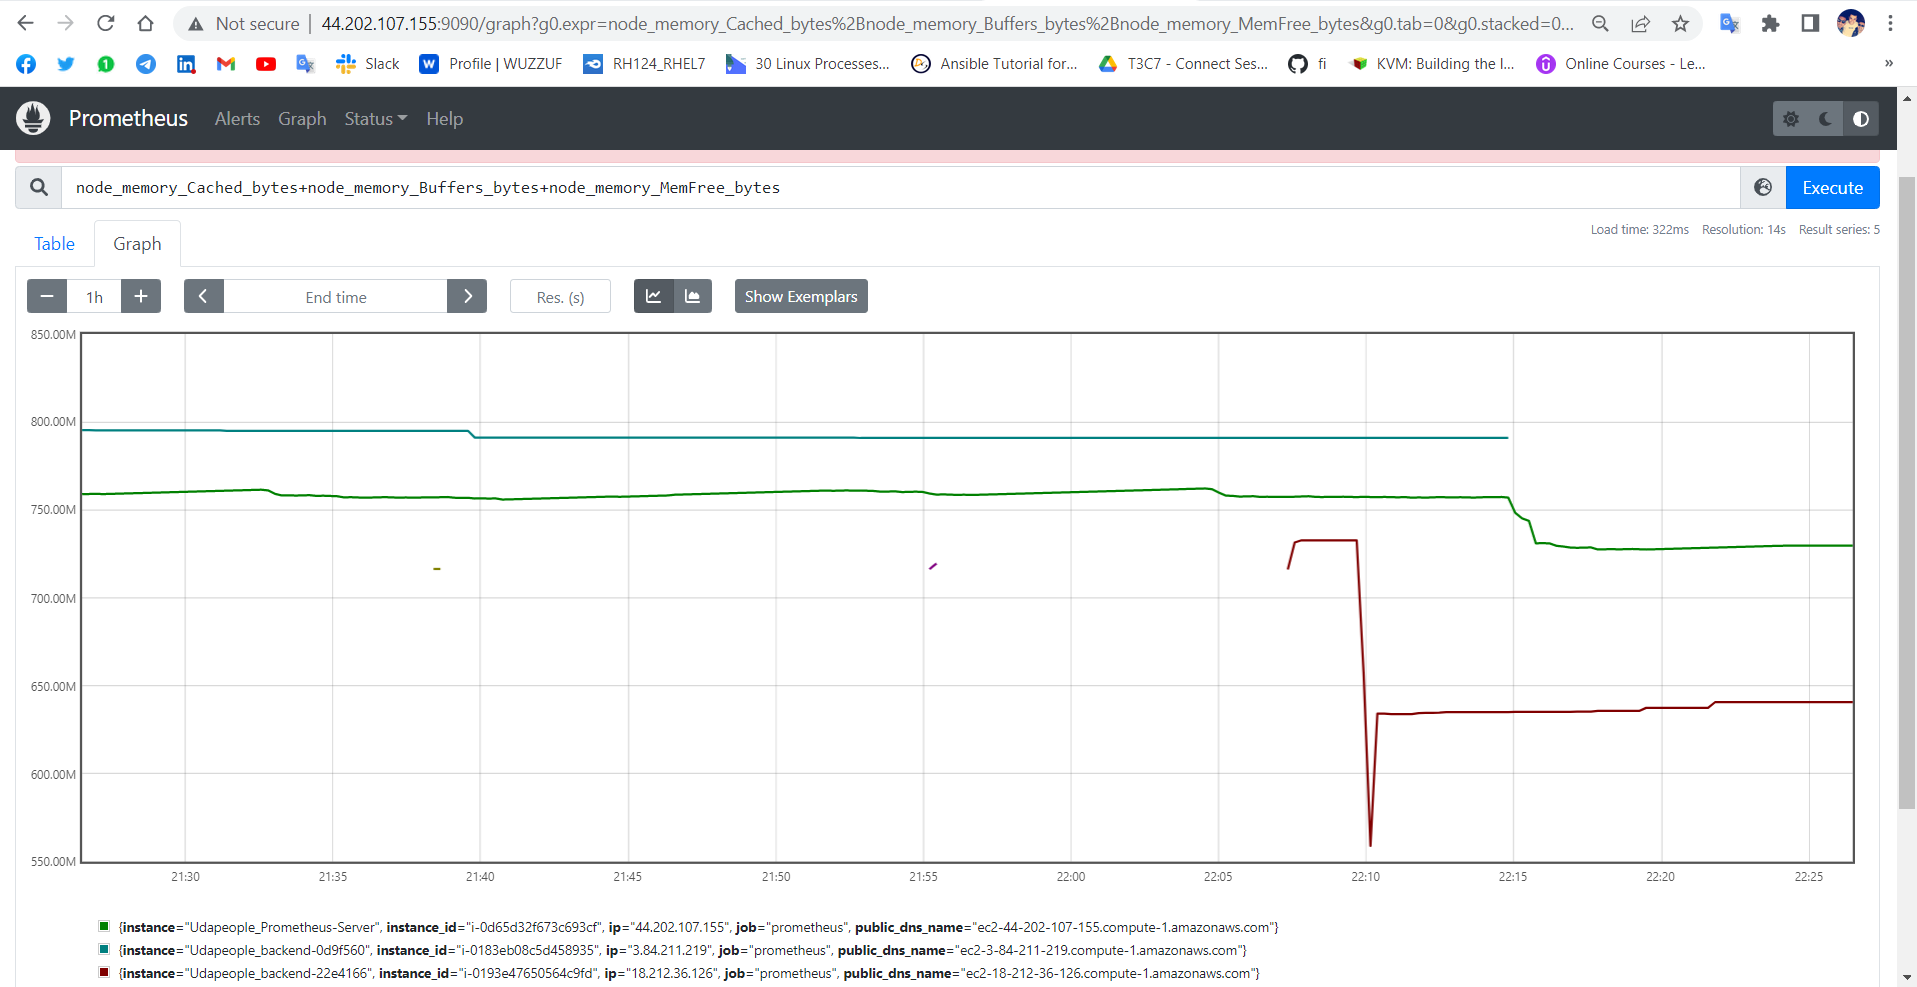 Not secure | 44.202.107.155:9090/graph?g0.expr=node_memory_Cached_bytes%2Bnode_memory_Buffers_bytes%2Bnode_memory_MemFree_bytes&g0.tab=0&g0.stacked=0...
1 Slack W Profile | WUZZUF RH124_RHEL7 30 Linux Processes... Ansible Tutorial for... T3C7 - Connect Ses... fi KVM: Building the I... Online Courses - Le... »
Prometheus Alerts Graph Status Help
node_memory_Cached_bytes+node_memory_Buffers_bytes+node_memory_MemFree_bytes Execute
Load time: 322ms Resolution: 14s Result series: 5
Table Graph
− 1h + < End time > Res. (s) Show Exemplars
850.00M
800.00M
750.00M
700.00M
650.00M
600.00M
550.00M
21:30 21:35 21:40 21:45 21:50 21:55 22:00 22:05 22:10 22:15 22:20 22:25
{instance="Udapeople_Prometheus-Server", instance_id="i-0d65d32f673c693cf", ip="44.202.107.155", job="prometheus", public_dns_name="ec2-44-202-107-155.compute-1.amazonaws.com"}
{instance="Udapeople_backend-0d9f560", instance_id="i-0183eb08c5d458935", ip="3.84.211.219", job="prometheus", public_dns_name="ec2-3-84-211-219.compute-1.amazonaws.com"}
{instance="Udapeople_backend-22e4166", instance_id="i-0193e47650564c9fd", ip="18.212.36.126", job="prometheus", public_dns_name="ec2-18-212-36-126.compute-1.amazonaws.com"}